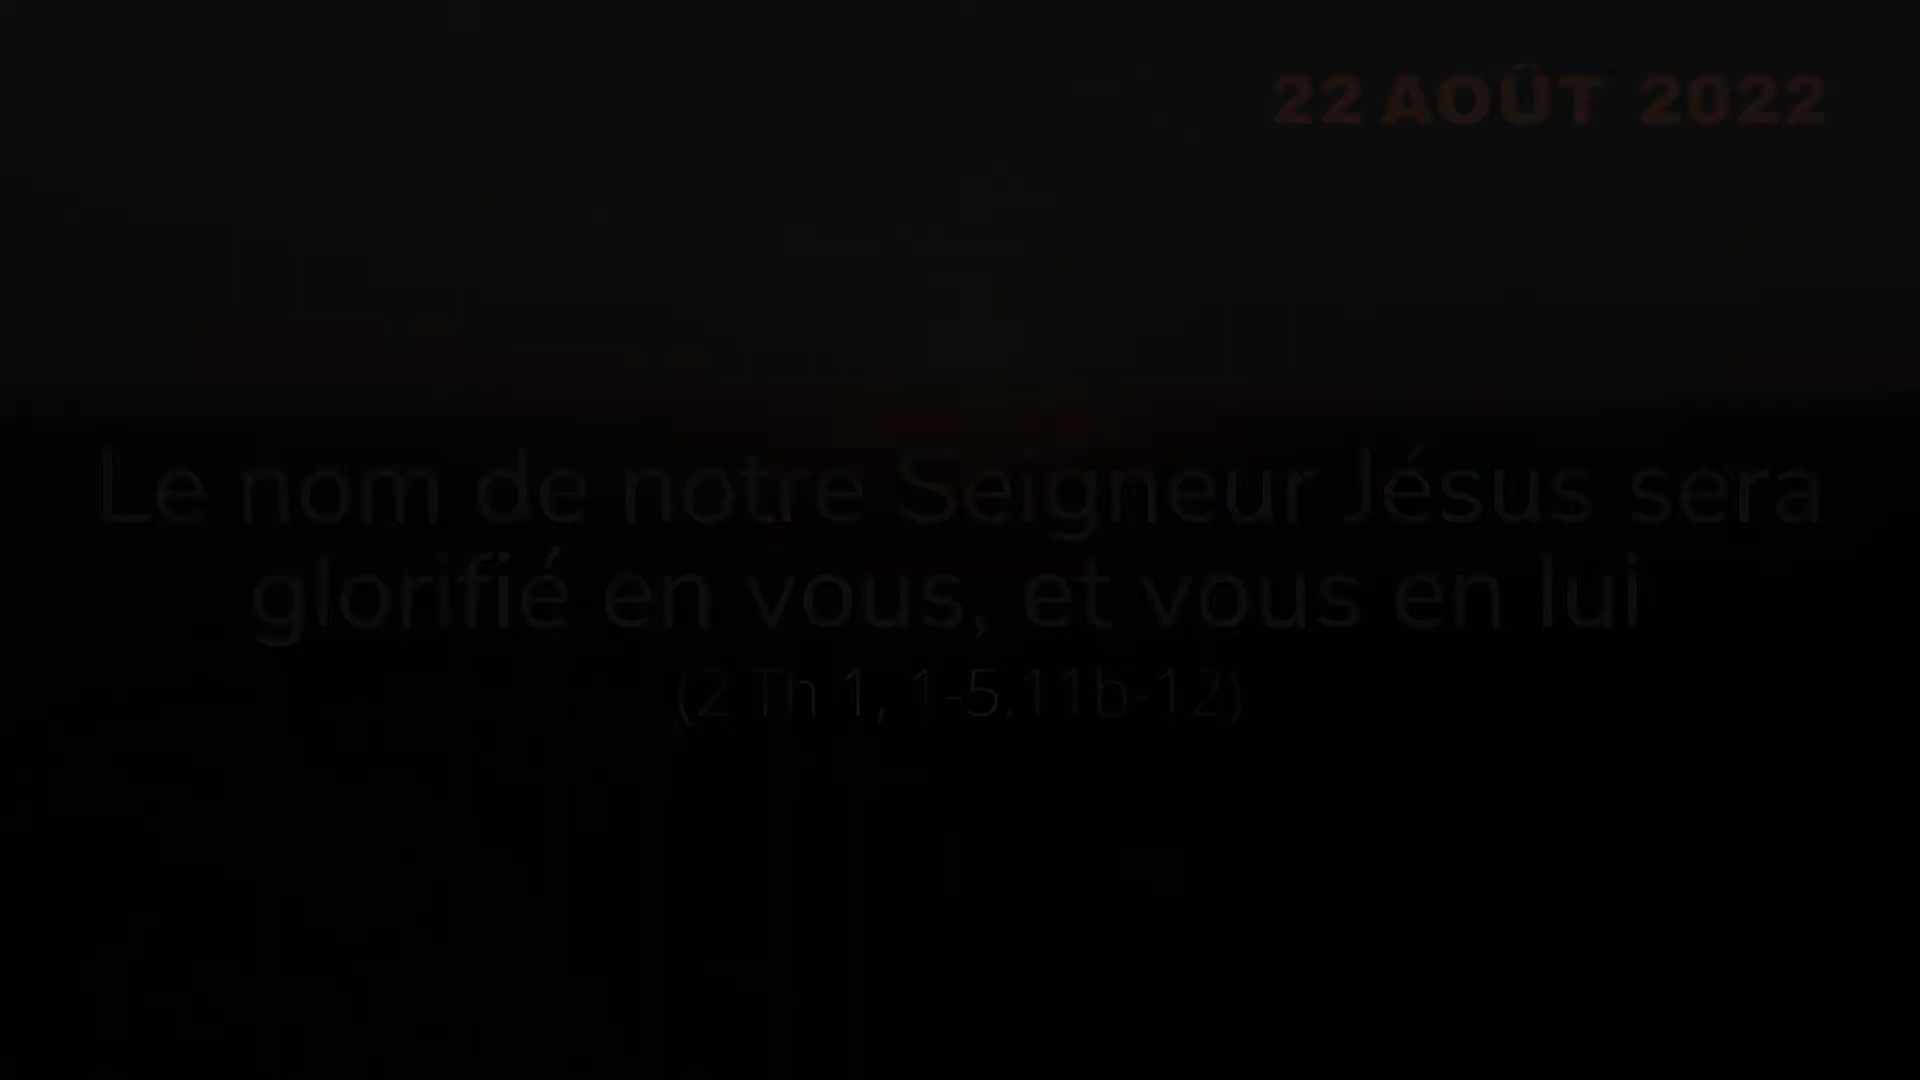 22 AOÛT 2022
Le nom de notre Seigneur Jésus sera
glorifié en vous, et vous en lui
(2 Th 1, 1-5.11b-12)